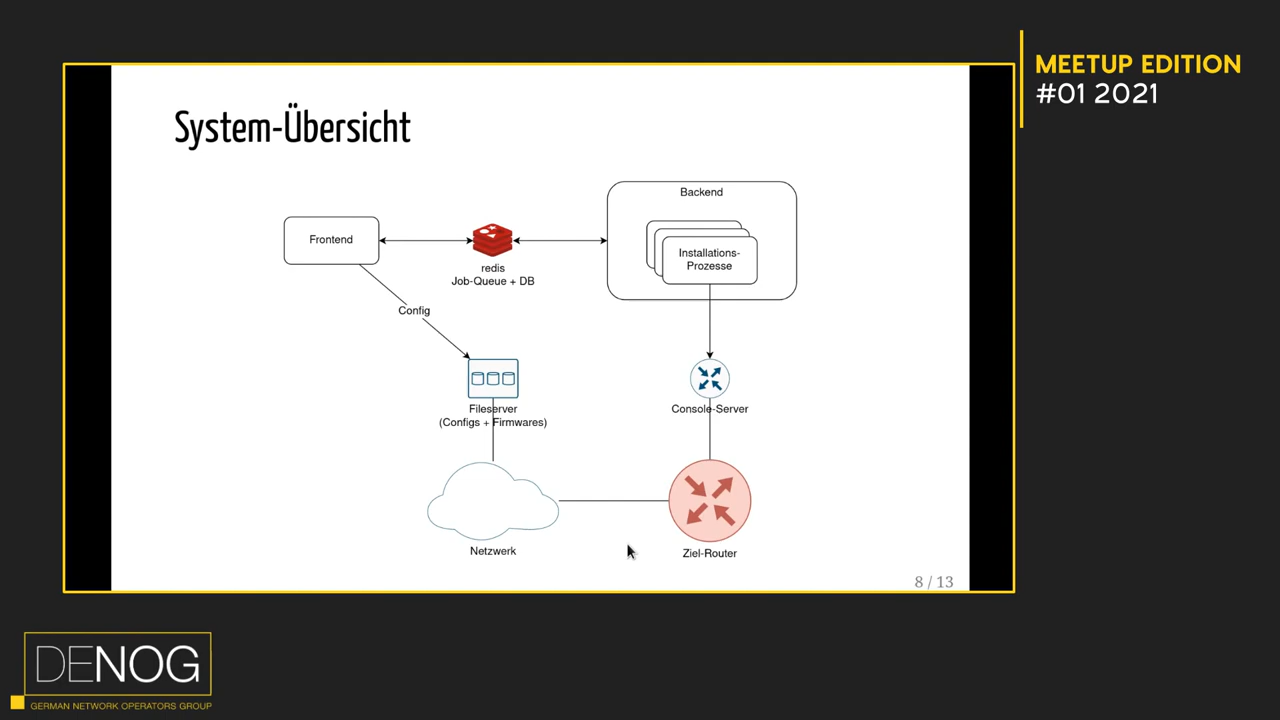 MEETUP EDITION
#01 2021
System-Übersicht
Backend
Frontend
Installations-
Prozesse
redis
Job-Queue + DB
Config
Fileserver
(Configs + Firmwares)
Console-Server
Netzwerk
Ziel-Router
8 / 13
DENOG
GERMAN NETWORK OPERATORS GROUP